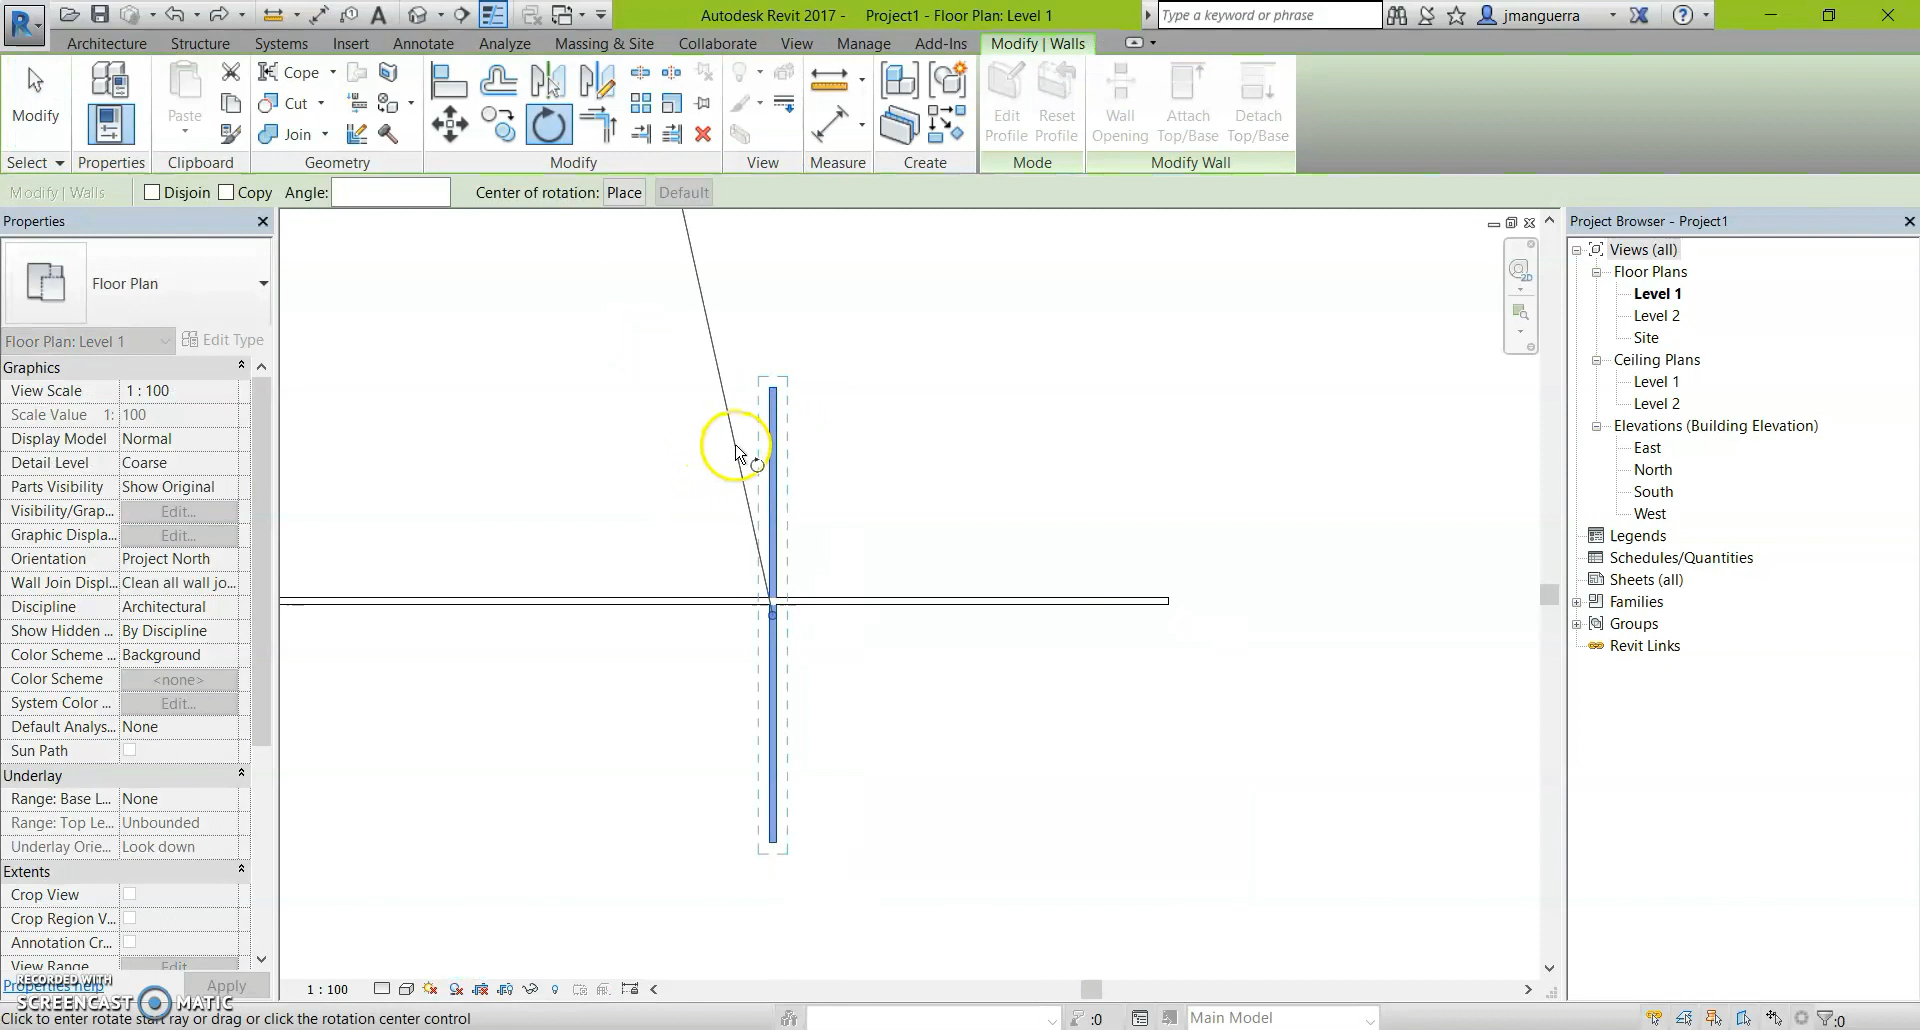 Autodesk Revit 2017 - Project1 - Floor Plan: Level 1
Type a keyword or phrase
jmanguerra
Architecture Structure Systems Insert Annotate Analyze Massing & Site Collaborate View Manage Add-Ins Modify | Walls
Modify
Paste
Cope
Cut
Join
Edit Profile
Reset Profile
Wall Opening
Attach Top/Base
Detach Top/Base
Select Properties Clipboard Geometry Modify View Measure Create Mode Modify Wall
Modify | Walls Disjoin Copy Angle: Center of rotation: Place Default
Properties
Floor Plan
Floor Plan: Level 1 Edit Type
Graphics
View Scale 1 : 100
Scale Value 1: 100
Display Model Normal
Detail Level Coarse
Parts Visibility Show Original
Visibility/Grap... Edit...
Graphic Displa... Edit...
Orientation Project North
Wall Join Displ... Clean all wall jo...
Discipline Architectural
Show Hidden ... By Discipline
Color Scheme ... Background
Color Scheme <none>
System Color ... Edit...
Default Analys... None
Sun Path
Underlay
Range: Base L... None
Range: Top Le... Unbounded
Underlay Orie... Look down
Extents
Crop View
Crop Region V...
Annotation Cr...
View Range Edit...
Properties help Apply
RECORDED WITH
SCREENCAST MATIC
1 : 100
Click to enter rotate start ray or drag or click the rotation center control
:0
Main Model
:0
Project Browser - Project1
Views (all)
Floor Plans
Level 1
Level 2
Site
Ceiling Plans
Level 1
Level 2
Elevations (Building Elevation)
East
North
South
West
Legends
Schedules/Quantities
Sheets (all)
Families
Groups
Revit Links